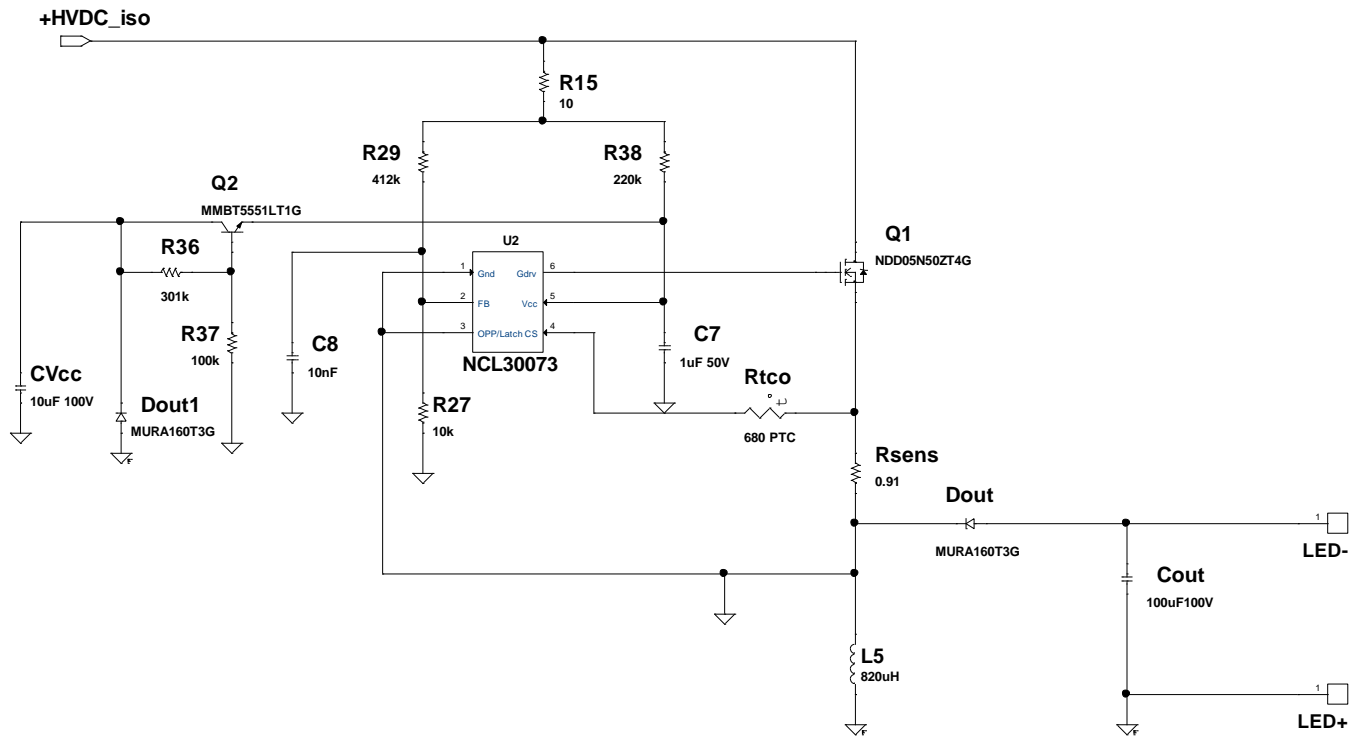 +HVDC_iso
R15
10
R29
412k
R38
220k
Q2
MMBT5551LT1G
R36
301k
R37
100k
CVcc
10uF 100V
Dout1
MURA160T3G
C8
10nF
R27
10k
U2
1 Gnd Gdrv 6
2 FB Vcc 5
3 OPP/Latch CS 4
NCL30073
C7
1uF 50V
Q1
NDD05N50ZT4G
Rtco
t
680 PTC
Rsens
0.91
Dout
MURA160T3G
1
LED-
Cout
100uF100V
L5
820uH
1
LED+